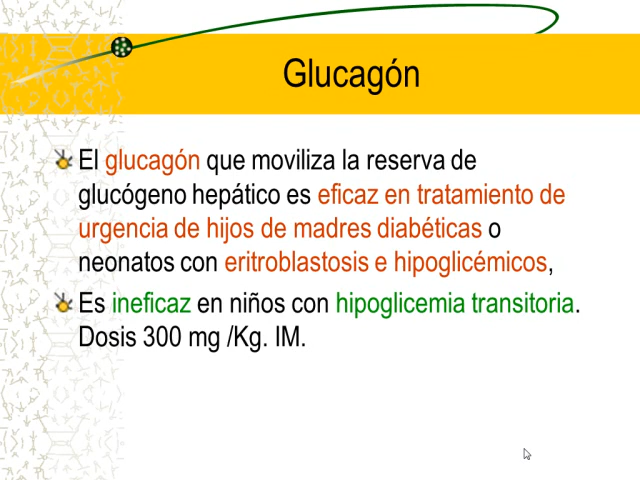 Glucagón
El glucagón que moviliza la reserva de
glucógeno hepático es eficaz en tratamiento de
urgencia de hijos de madres diabéticas o
neonatos con eritroblastosis e hipoglicémicos,
Es ineficaz en niños con hipoglicemia transitoria.
Dosis 300 mg /Kg. IM.